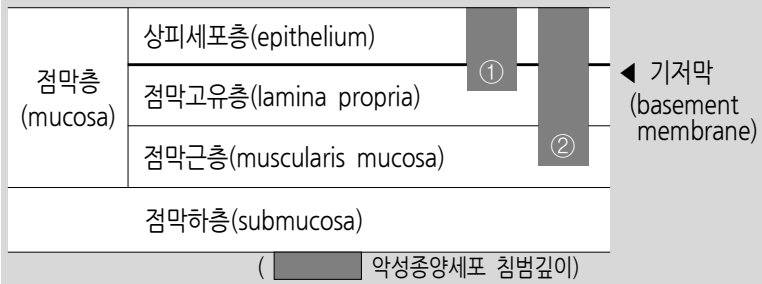 점막층
(mucosa)
상피세포층(epithelium)
점막고유층(lamina propria)
점막근층(muscularis mucosa)
점막하층(submucosa)
①
②
◀ 기저막
(basement
membrane)
( 악성종양세포 침범깊이)